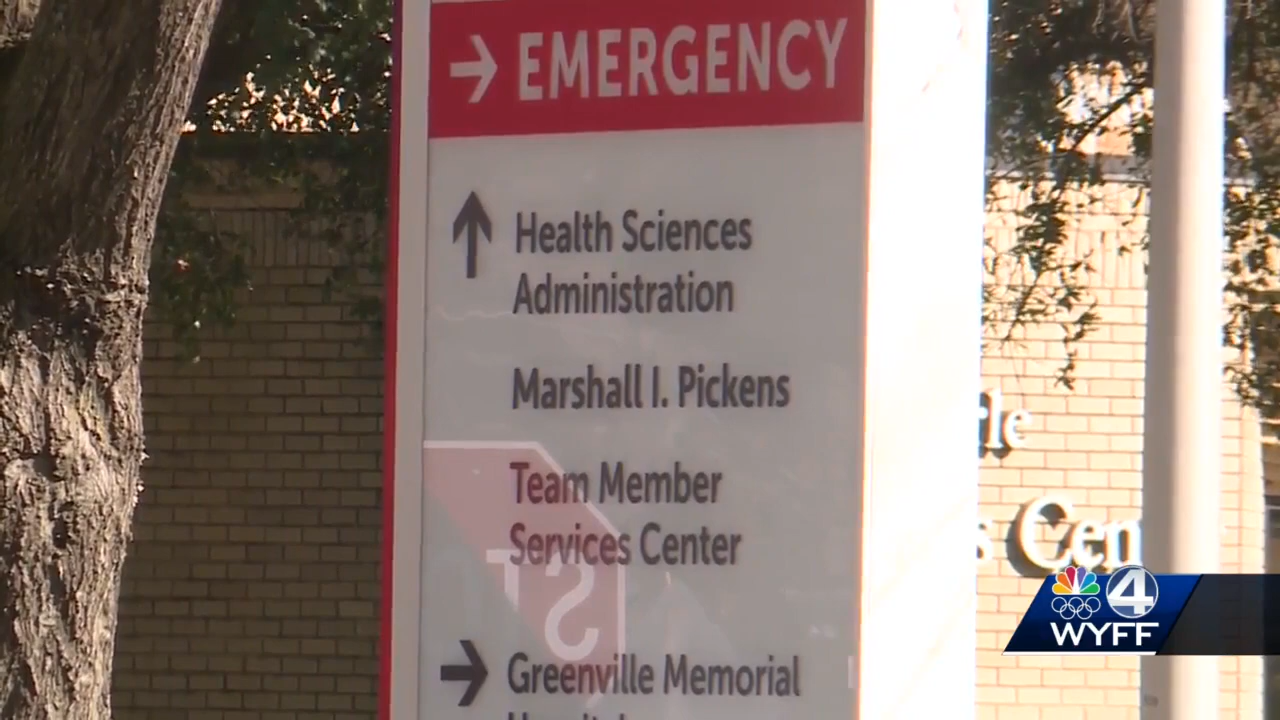 → EMERGENCY
↑ Health Sciences
Administration
Marshall I. Pickens
Team Member
Services Center
→ Greenville Memorial
4
WYFF